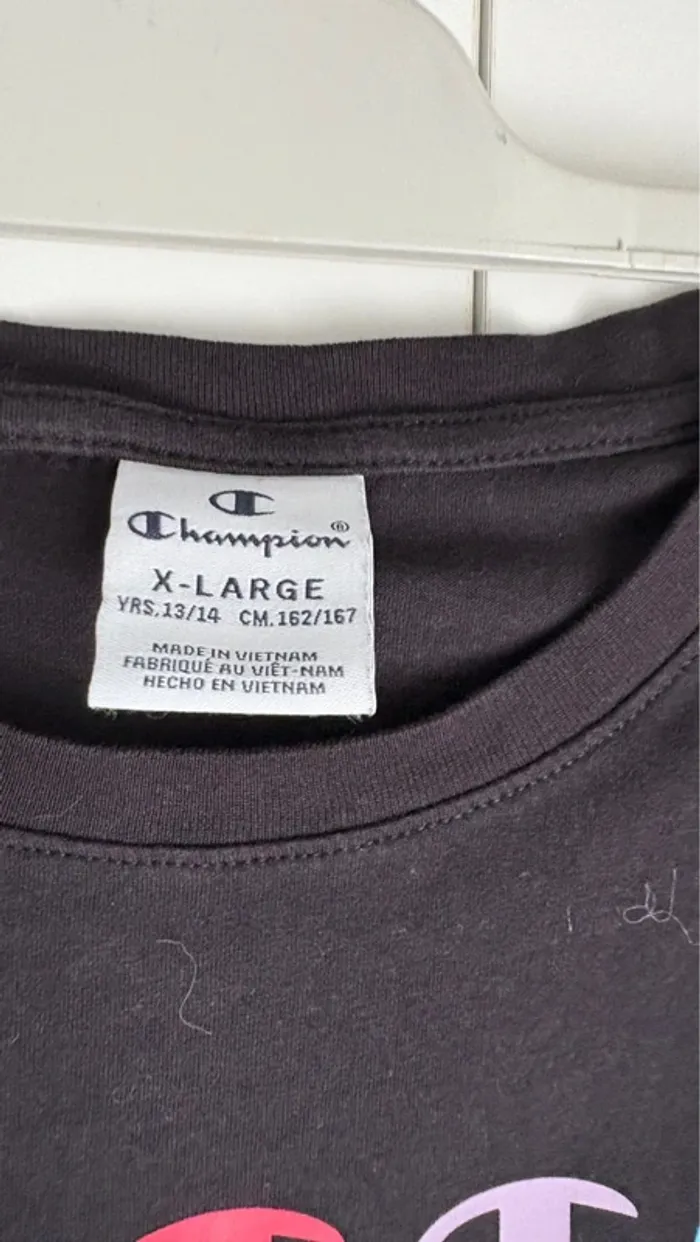 Champion®
X-LARGE
YRS.13/14 CM.162/167
MADE IN VIETNAM
FABRIQUÉ AU VIÊT-NAM
HECHO EN VIETNAM